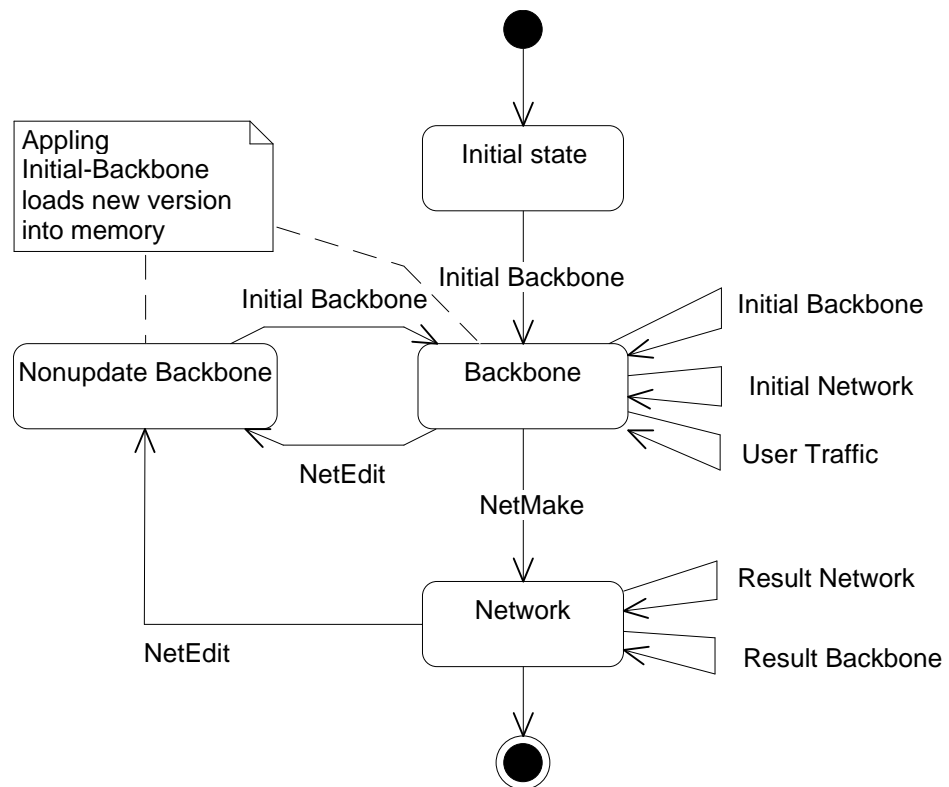 Appling
Initial-Backbone
loads new version
into memory
Initial state
Initial Backbone
Initial Backbone
Initial Backbone
Nonupdate Backbone
Backbone
Initial Network
User Traffic
NetEdit
NetMake
Result Network
Network
NetEdit
Result Backbone